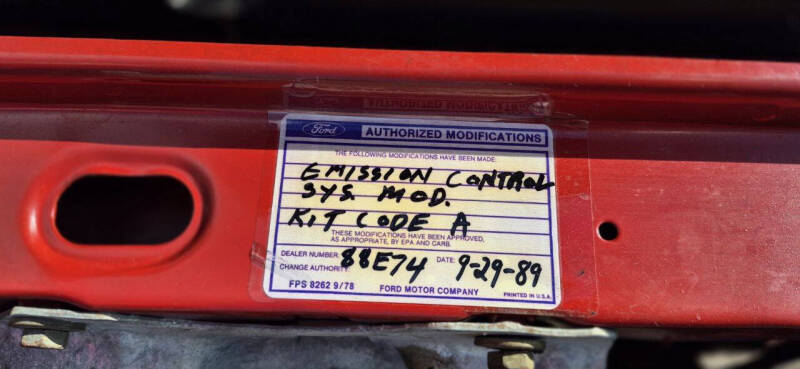 Ford AUTHORIZED MODIFICATIONS
THE FOLLOWING MODIFICATIONS HAVE BEEN MADE:
EMISSION CONTROL
SYS. MOD.
KIT CODE A
THESE MODIFICATIONS HAVE BEEN APPROVED,
AS APPROPRIATE, BY EPA AND CARB.
DEALER NUMBER: 88E74 DATE: 9-29-89
CHANGE AUTHORITY:
FPS 8262 9/78 FORD MOTOR COMPANY PRINTED IN U.S.A.